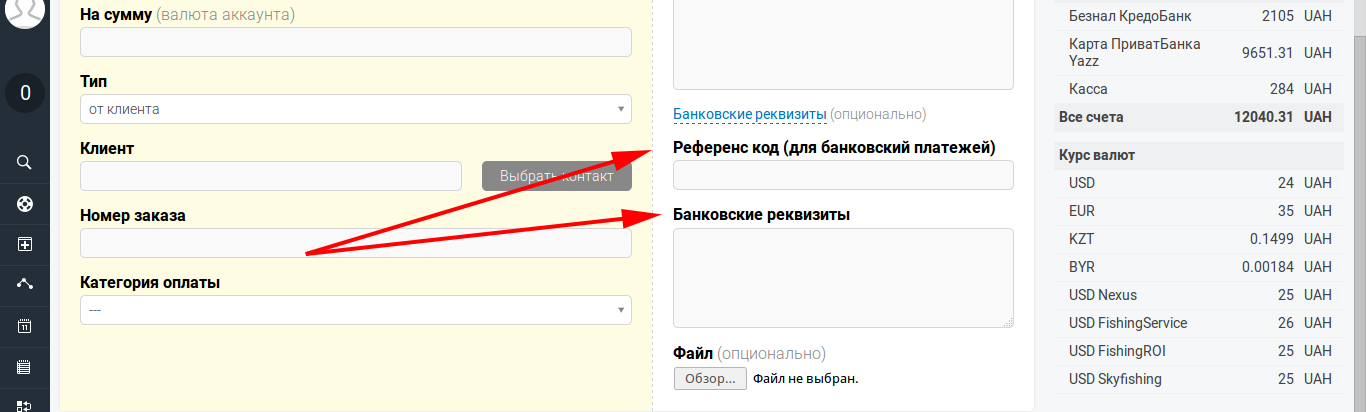 0
11
На сумму (валюта аккаунта)
Тип
от клиента
Клиент
Выбрать контакт
Номер заказа
Категория оплаты
---
Банковские реквизиты (опционально)
Референс код (для банковский платежей)
Банковские реквизиты
Файл (опционально)
Обзор... Файл не выбран.
Безнал КредоБанк 2105 UAH
Карта ПриватБанка
Yazz 9651.31 UAH
Касса 284 UAH
Все счета 12040.31 UAH
Курс валют
USD 24 UAH
EUR 35 UAH
KZT 0.1499 UAH
BYR 0.00184 UAH
USD Nexus 25 UAH
USD FishingService 26 UAH
USD FishingROI 25 UAH
USD Skyfishing 25 UAH